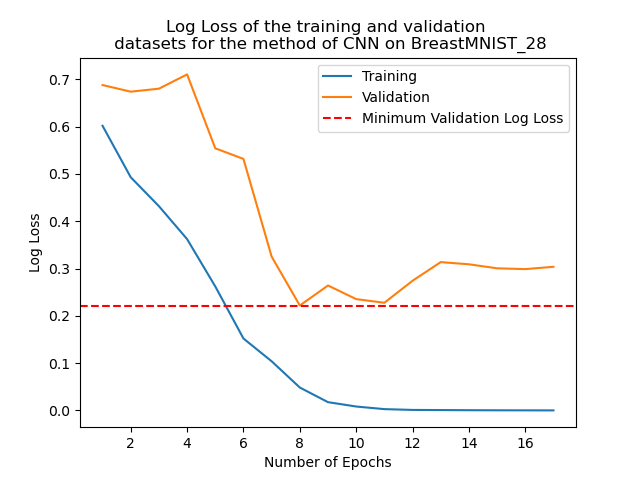 Log Loss of the training and validation
datasets for the method of CNN on BreastMNIST_28
Training
Validation
Minimum Validation Log Loss
Log Loss
0.7
0.6
0.5
0.4
0.3
0.2
0.1
0.0
2 4 6 8 10 12 14 16
Number of Epochs